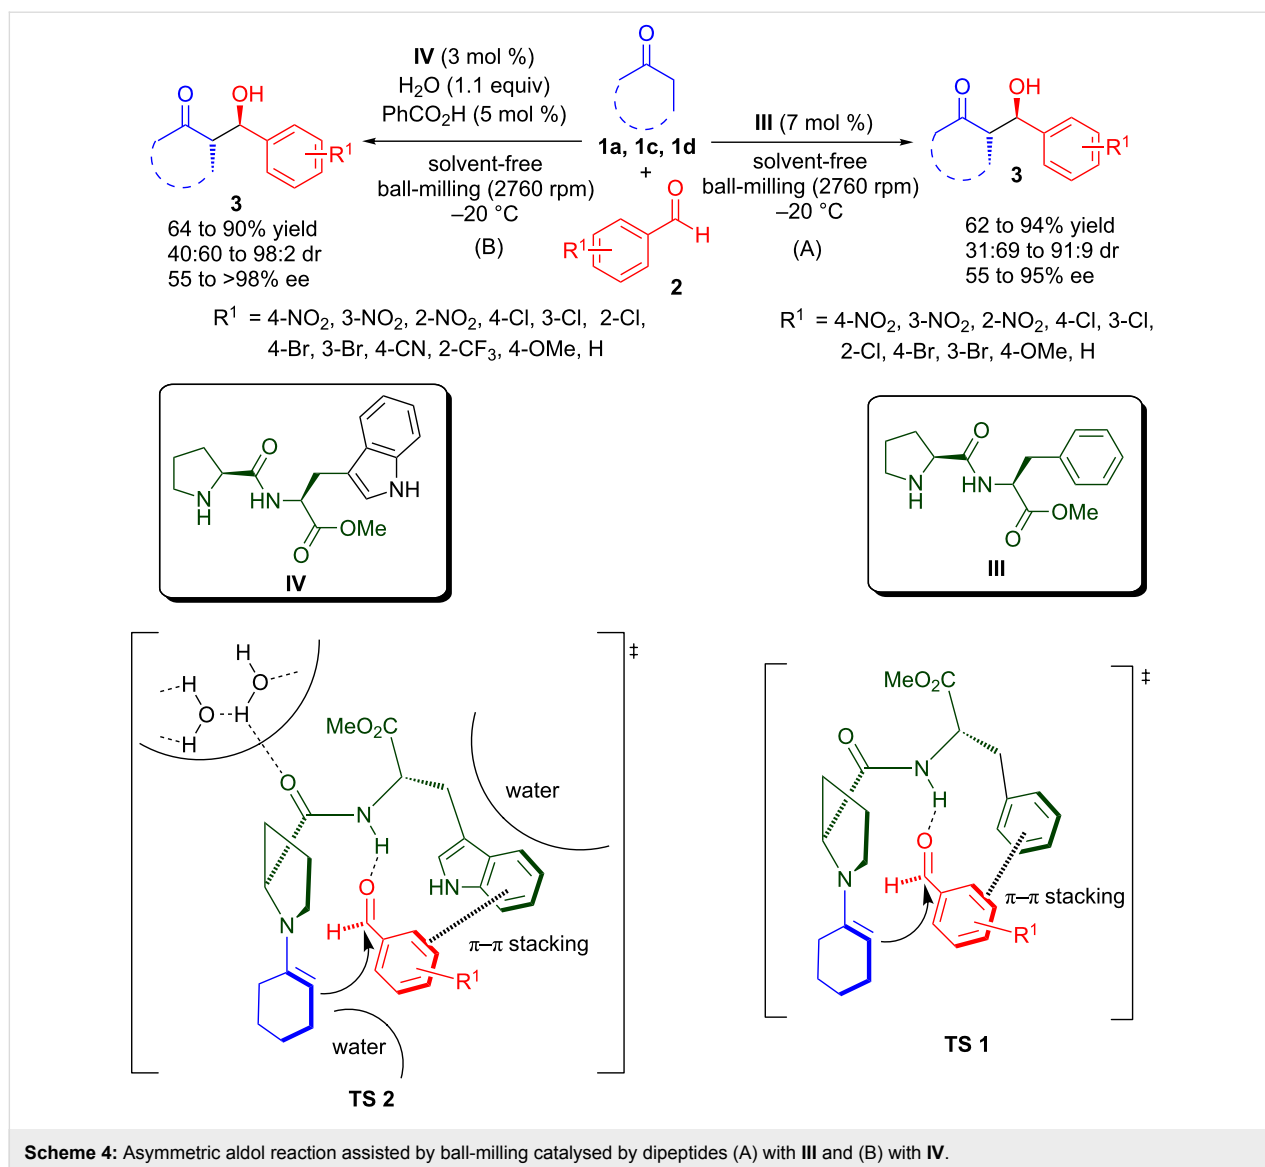 IV (3 mol %)
H2O (1.1 equiv)
PhCO2H (5 mol %)
solvent-free
ball-milling (2760 rpm)
–20 °C
(B)
O
1a, 1c, 1d
+
O
H
R1
2
III (7 mol %)
solvent-free
ball-milling (2760 rpm)
–20 °C
(A)
O OH
R1
3
64 to 90% yield
40:60 to 98:2 dr
55 to >98% ee
O OH
R1
3
62 to 94% yield
31:69 to 91:9 dr
55 to 95% ee
R1 = 4-NO2, 3-NO2, 2-NO2, 4-Cl, 3-Cl, 2-Cl,
4-Br, 3-Br, 4-CN, 2-CF3, 4-OMe, H
R1 = 4-NO2, 3-NO2, 2-NO2, 4-Cl, 3-Cl,
2-Cl, 4-Br, 3-Br, 4-OMe, H
O
N
H
HN
NH
OMe
O
IV
O
N
H
HN
OMe
O
III
‡
H
H O
O H
H
MeO2C
water
O
N
H
O
HN
H
N
π–π stacking
R1
water
TS 2
‡
MeO2C
O
N
H
O
H
N
π–π stacking
R1
TS 1
Scheme 4: Asymmetric aldol reaction assisted by ball-milling catalysed by dipeptides (A) with III and (B) with IV.